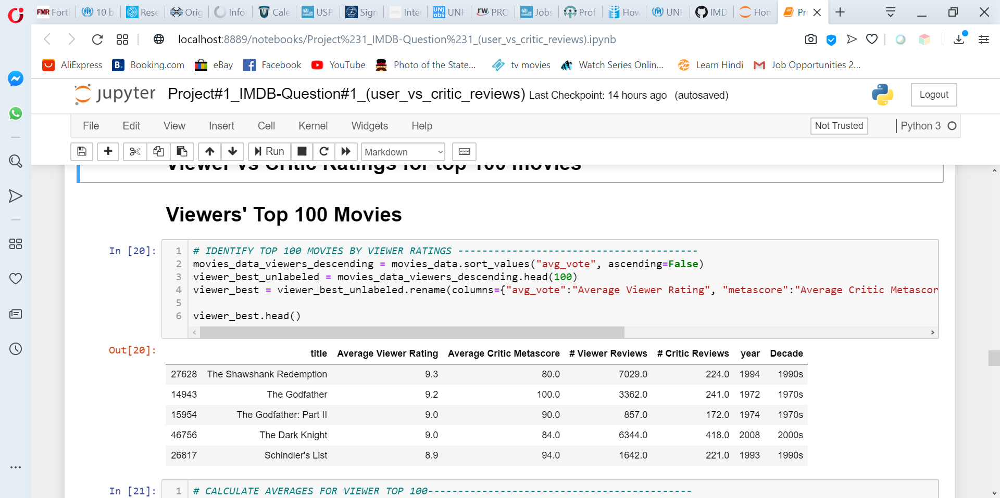 FMR Forth
10 b
Rese
Orig
Info
Cale
USP
Sign
Inte
UNj obs UNH
rw PRO
Jobs
Prof
How
UNH
IMD
Hon
Pr
localhost:8889/notebooks/Project%231_IMDB-Question%231_(user_vs_critic_reviews).ipynb
AliExpress
B. Booking.com
eBay
Facebook
YouTube
Photo of the State...
tv movies
Watch Series Onlin...
Learn Hindi
Job Opportunities 2...
jupyter Project#1_IMDB-Question#1_(user_vs_critic_reviews) Last Checkpoint: 14 hours ago (autosaved)
Logout
File Edit View Insert Cell Kernel Widgets Help
Not Trusted
Python 3
Run
Markdown
Viewer vs Critic Ratings for top 100 movies
Viewers' Top 100 Movies
In [20]:
1 # IDENTIFY TOP 100 MOVIES BY VIEWER RATINGS ----------------------------------------
2 movies_data_viewers_descending = movies_data.sort_values("avg_vote", ascending=False)
3 viewer_best_unlabeled = movies_data_viewers_descending.head(100)
4 viewer_best = viewer_best_unlabeled.rename(columns={"avg_vote":"Average Viewer Rating", "metascore":"Average Critic Metascor
5
6 viewer_best.head()
Out[20]:
title Average Viewer Rating Average Critic Metascore # Viewer Reviews # Critic Reviews year Decade
27628 The Shawshank Redemption 9.3 80.0 7029.0 224.0 1994 1990s
14943 The Godfather 9.2 100.0 3362.0 241.0 1972 1970s
15954 The Godfather: Part II 9.0 90.0 857.0 172.0 1974 1970s
46756 The Dark Knight 9.0 84.0 6344.0 418.0 2008 2000s
26817 Schindler's List 8.9 94.0 1642.0 221.0 1993 1990s
In [21]:
1 # CALCULATE AVERAGES FOR VIEWER TOP 100--------------------------------------------